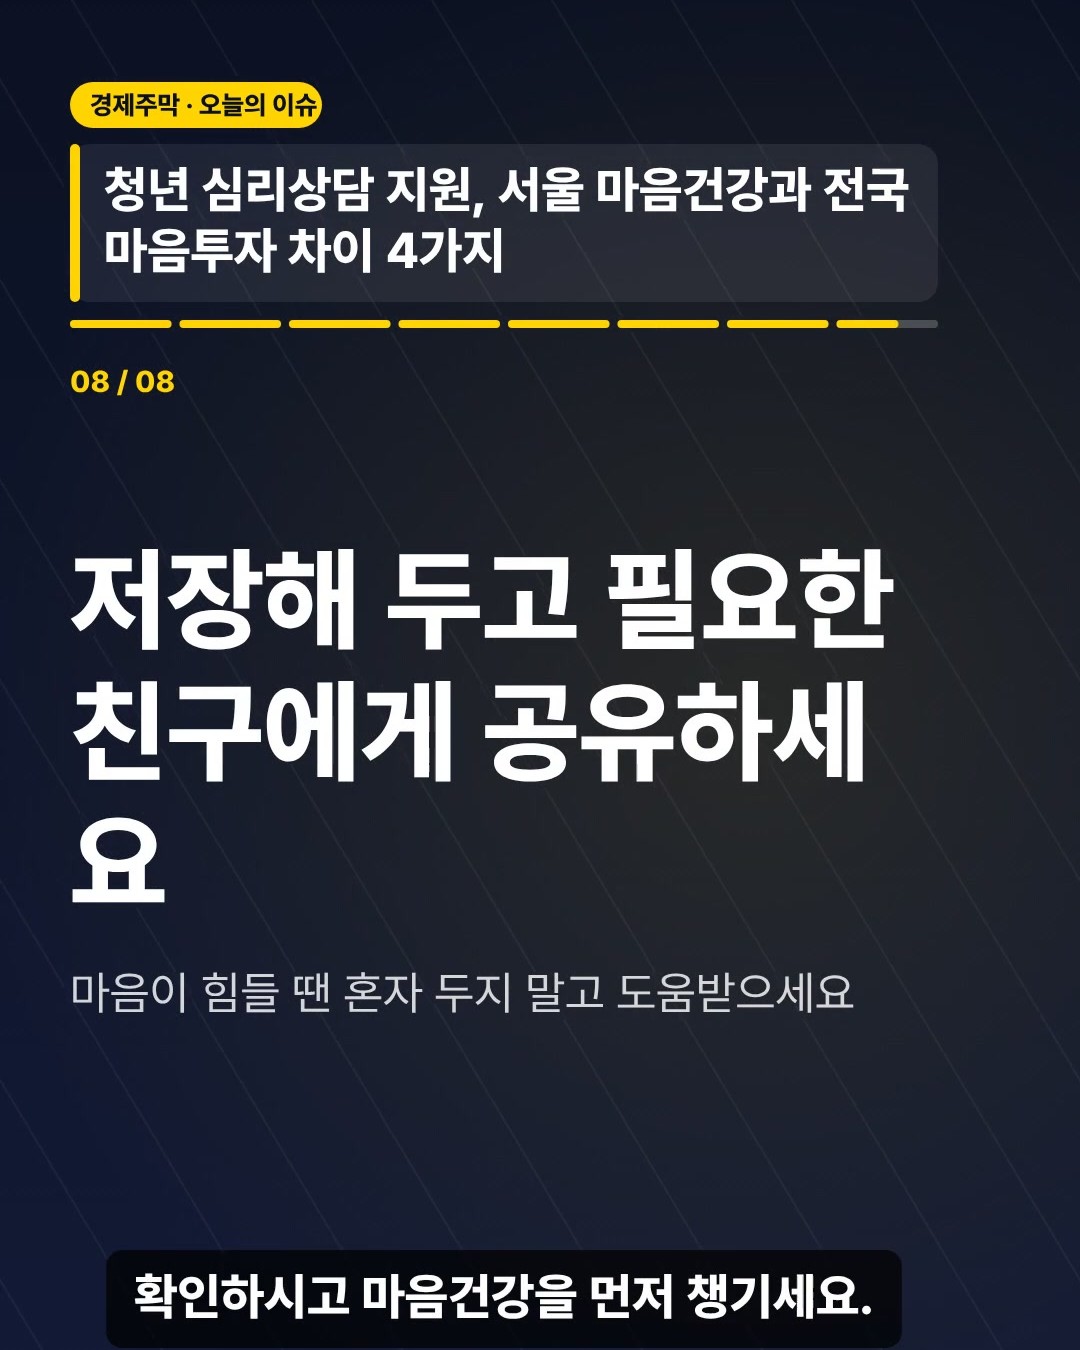 경제주막 · 오늘의 이슈
청년 심리상담 지원, 서울 마음건강과 전국
마음투자 차이 4가지
08 / 08
저장해 두고 필요한
친구에게 공유하세
요
마음이 힘들 땐 혼자 두지 말고 도움받으세요
확인하시고 마음건강을 먼저 챙기세요.